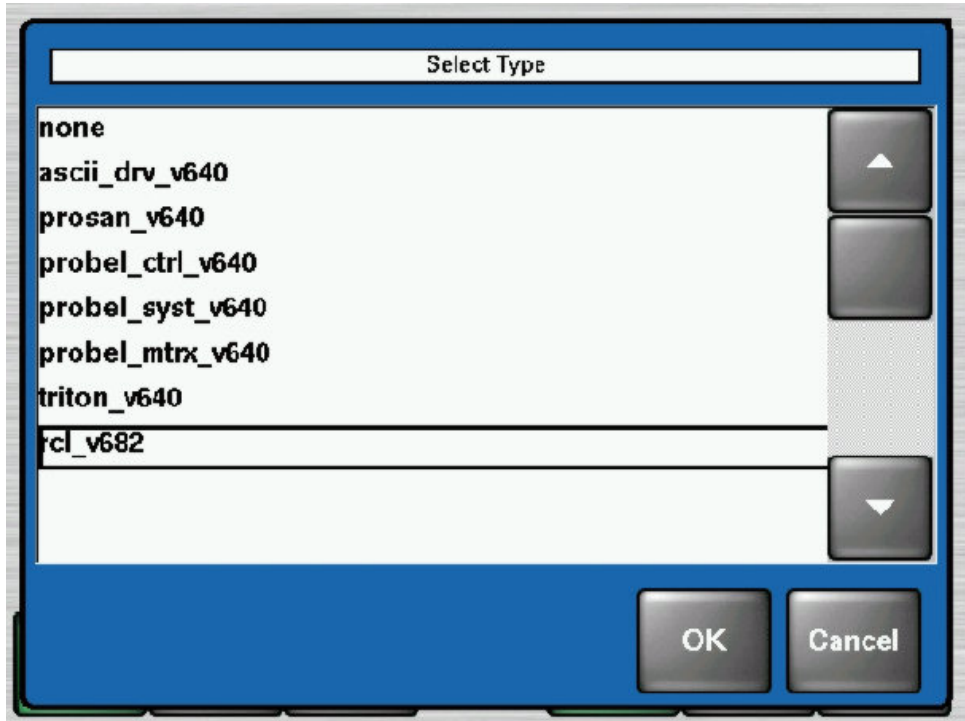 Select Type
none
ascii_drv_v640
prosan_v640
probel_ctrl_v640
probel_syst_v640
probel_mtrx_v640
triton_v640
rcl_v682
OK
Cancel